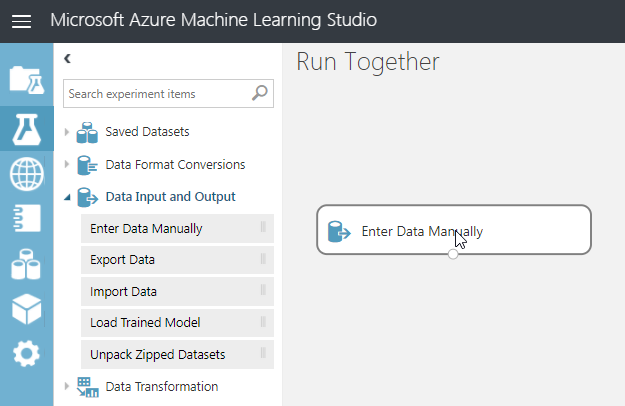 Microsoft Azure Machine Learning Studio
Run Together
Search experiment items
Saved Datasets
Data Format Conversions
Data Input and Output
Enter Data Manually
Export Data
Import Data
Load Trained Model
Unpack Zipped Datasets
Data Transformation
Enter Data Manually